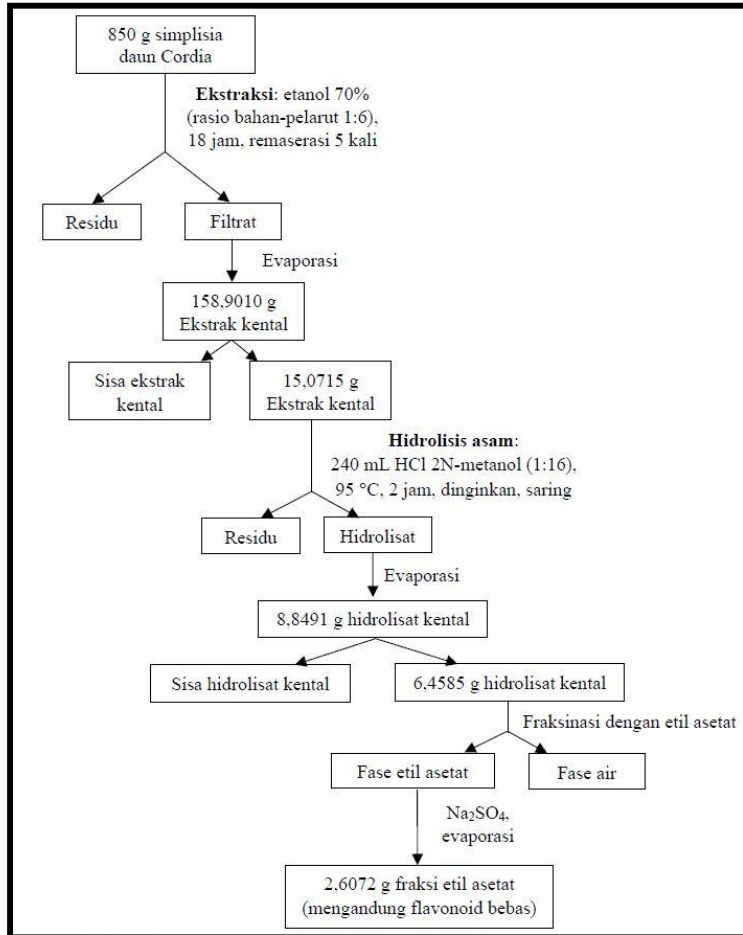 850 g simplisia
daun Cordia
Ekstraksi: etanol 70%
(rasio bahan-pelarut 1:6),
18 jam, remaserasi 5 kali
Residu
Filtrat
Evaporasi
158,9010 g
Ekstrak kental
Sisa ekstrak
kental
15,0715 g
Ekstrak kental
Hidrolisis asam:
240 mL HCl 2N-metanol (1:16),
95 °C, 2 jam, dinginkan, saring
Residu
Hidrolisat
Evaporasi
8,8491 g hidrolisat kental
Sisa hidrolisat kental
6,4585 g hidrolisat kental
Fraksinasi dengan etil asetat
Fase etil asetat
Fase air
Na₂SO₄,
evaporasi
2,6072 g fraksi etil asetat
(mengandung flavonoid bebas)